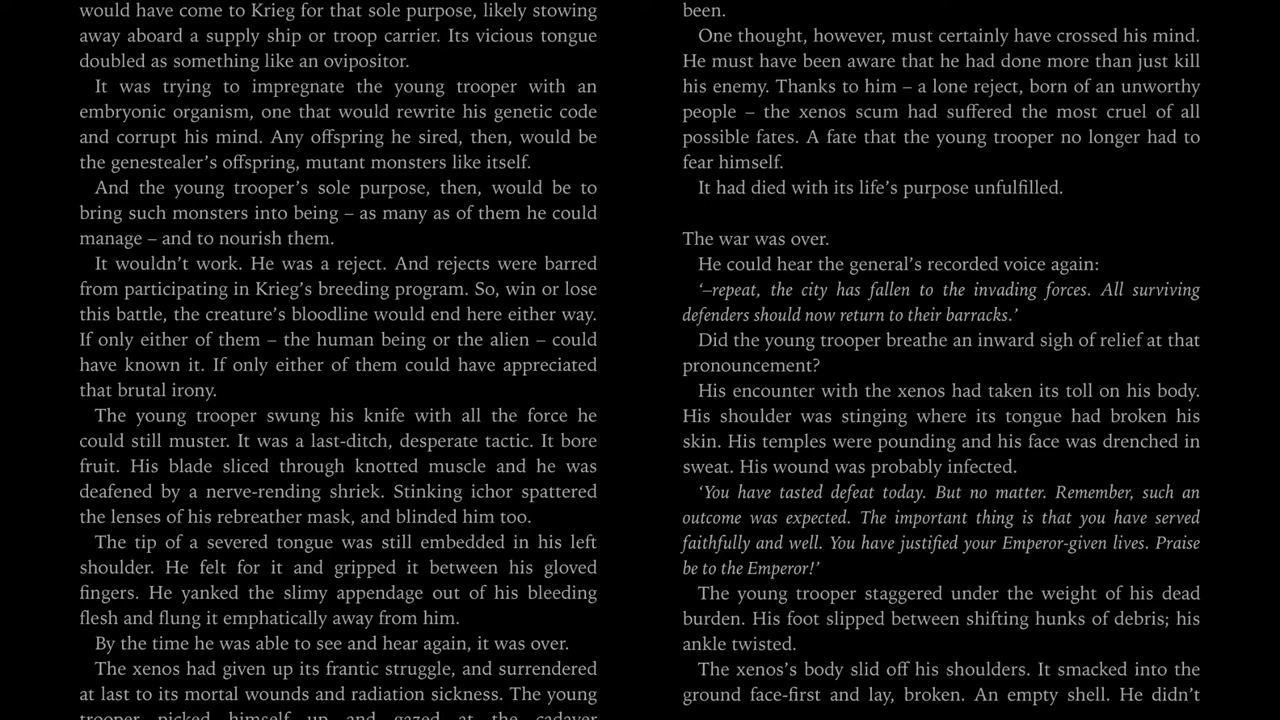 would have come to Krieg for that sole purpose, likely stowing
away aboard a supply ship or troop carrier. Its vicious tongue
doubled as something like an ovipositor.
It was trying to impregnate the young trooper with an
embryonic organism, one that would rewrite his genetic code
and corrupt his mind. Any offspring he sired, then, would be
the genestealer’s offspring, mutant monsters like itself.
And the young trooper’s sole purpose, then, would be to
bring such monsters into being – as many as of them he could
manage – and to nourish them.
It wouldn’t work. He was a reject. And rejects were barred
from participating in Krieg’s breeding program. So, win or lose
this battle, the creature’s bloodline would end here either way.
If only either of them – the human being or the alien – could
have known it. If only either of them could have appreciated
that brutal irony.
The young trooper swung his knife with all the force he
could still muster. It was a last-ditch, desperate tactic. It bore
fruit. His blade sliced through knotted muscle and he was
deafened by a nerve-rending shriek. Stinking ichor spattered
the lenses of his rebreather mask, and blinded him too.
The tip of a severed tongue was still embedded in his left
shoulder. He felt for it and gripped it between his gloved
fingers. He yanked the slimy appendage out of his bleeding
flesh and flung it emphatically away from him.
By the time he was able to see and hear again, it was over.
The xenos had given up its frantic struggle, and surrendered
at last to its mortal wounds and radiation sickness. The young
trooper picked himself up and gazed at the cadaver
been.
One thought, however, must certainly have crossed his mind.
He must have been aware that he had done more than just kill
his enemy. Thanks to him – a lone reject, born of an unworthy
people – the xenos scum had suffered the most cruel of all
possible fates. A fate that the young trooper no longer had to
fear himself.
It had died with its life’s purpose unfulfilled.
The war was over.
He could hear the general’s recorded voice again:
‘–repeat, the city has fallen to the invading forces. All surviving
defenders should now return to their barracks.’
Did the young trooper breathe an inward sigh of relief at that
pronouncement?
His encounter with the xenos had taken its toll on his body.
His shoulder was stinging where its tongue had broken his
skin. His temples were pounding and his face was drenched in
sweat. His wound was probably infected.
‘You have tasted defeat today. But no matter. Remember, such an
outcome was expected. The important thing is that you have served
faithfully and well. You have justified your Emperor-given lives. Praise
be to the Emperor!’
The young trooper staggered under the weight of his dead
burden. His foot slipped between shifting hunks of debris; his
ankle twisted.
The xenos’s body slid off his shoulders. It smacked into the
ground face-first and lay, broken. An empty shell. He didn’t